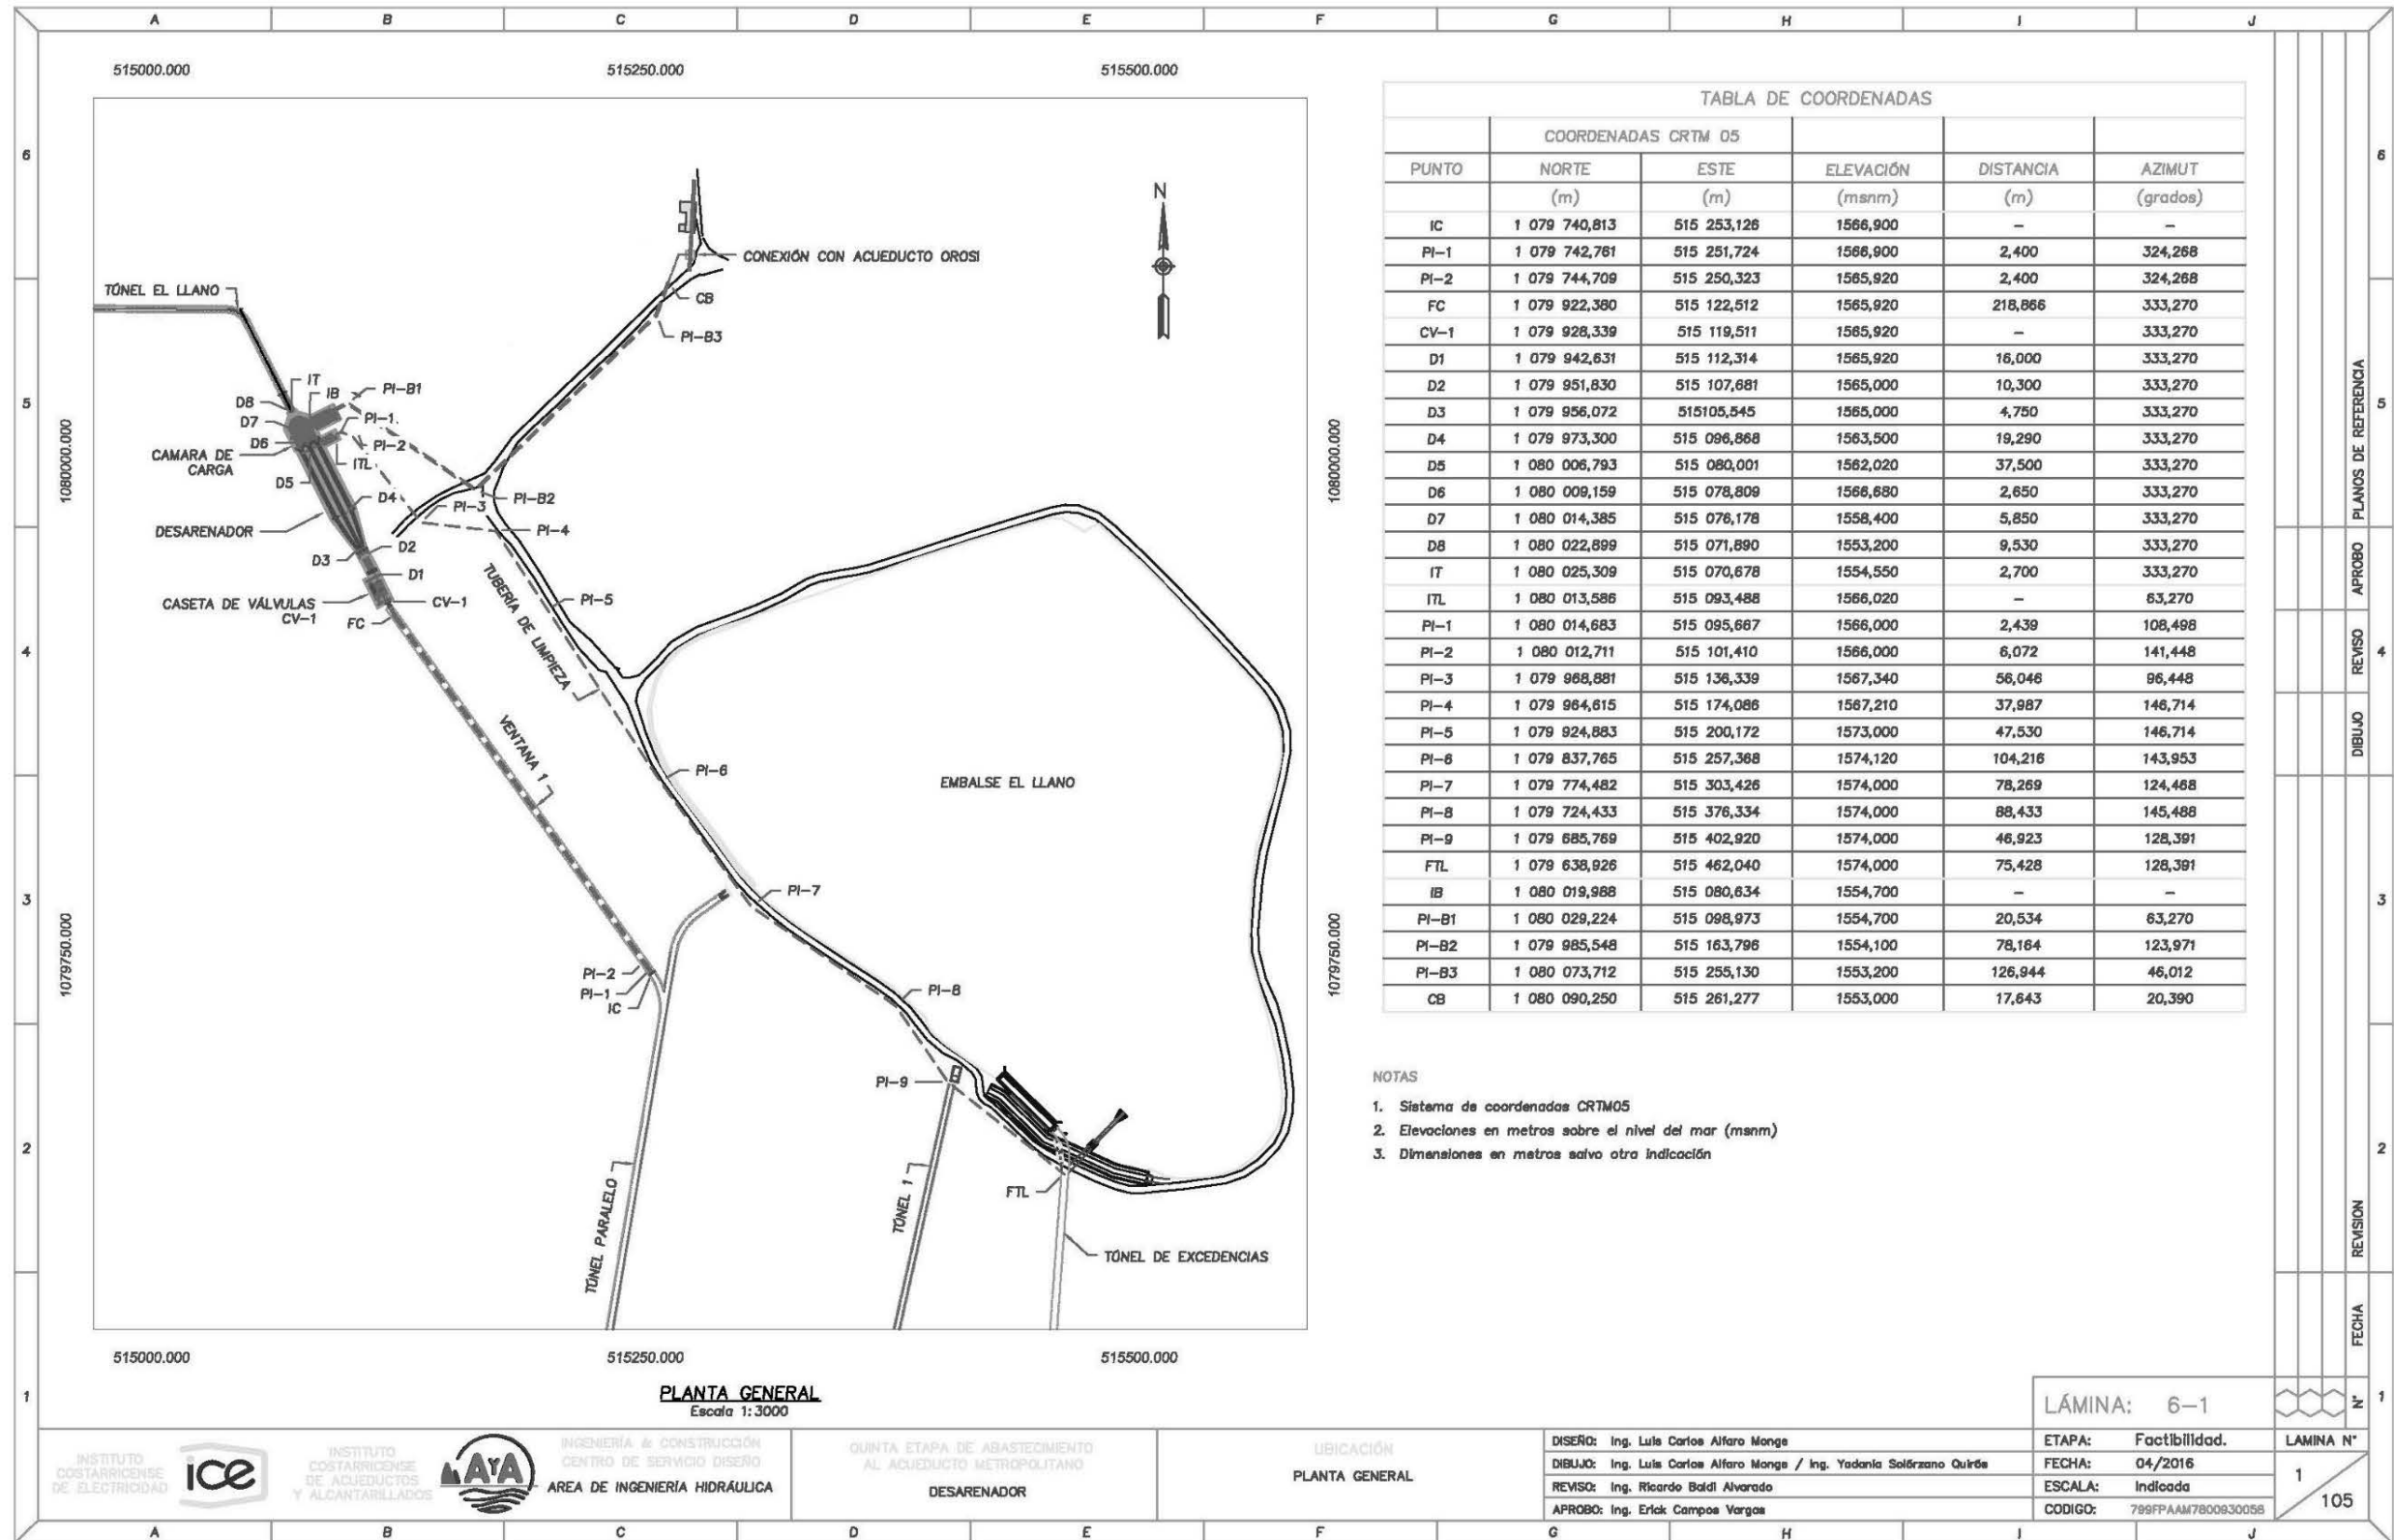 A B C D E F G H I J
515000.000 515250.000 515500.000
6
5
4
3
2
1
1080000.000
1079750.000
1080000.000
1079750.000
N
CONEXIÓN CON ACUEDUCTO OROSI
CB
PI-B3
TÚNEL EL LLANO
IT
IB
PI-B1
D8
D7
PI-1
D6
PI-2
CAMARA DE
CARGA
ITL
D5
D4
PI-3
PI-B2
PI-4
DESARENADOR
D2
D3
D1
CASETA DE VÁLVULAS
CV-1
CV-1
FC
PI-5
TUBERÍA DE LIMPIEZA
VENTANA 1
PI-6
EMBALSE EL LLANO
PI-7
PI-2
PI-1
IC
PI-8
PI-9
FTL
TÚNEL PARALELO
TÚNEL 1
TÚNEL DE EXCEDENCIAS
515000.000 515250.000 515500.000
PLANTA GENERAL
Escala 1:3000
TABLA DE COORDENADAS
COORDENADAS CRTM 05
PUNTO NORTE ESTE ELEVACIÓN DISTANCIA AZIMUT
(m) (m) (msnm) (m) (grados)
IC 1 079 740,813 515 253,126 1566,900 – –
PI-1 1 079 742,761 515 251,724 1566,900 2,400 324,268
PI-2 1 079 744,709 515 250,323 1565,920 2,400 324,268
FC 1 079 922,380 515 122,512 1565,920 218,866 333,270
CV-1 1 079 928,339 515 119,511 1565,920 – 333,270
D1 1 079 942,631 515 112,314 1565,920 16,000 333,270
D2 1 079 951,830 515 107,681 1565,000 10,300 333,270
D3 1 079 956,072 515105,545 1565,000 4,750 333,270
D4 1 079 973,300 515 096,868 1563,500 19,290 333,270
D5 1 080 006,793 515 080,001 1562,020 37,500 333,270
D6 1 080 009,159 515 078,809 1566,680 2,650 333,270
D7 1 080 014,385 515 076,178 1558,400 5,850 333,270
D8 1 080 022,899 515 071,890 1553,200 9,530 333,270
IT 1 080 025,309 515 070,678 1554,550 2,700 333,270
ITL 1 080 013,586 515 093,488 1566,020 – 63,270
PI-1 1 080 014,683 515 095,667 1566,000 2,439 108,498
PI-2 1 080 012,711 515 101,410 1566,000 6,072 141,448
PI-3 1 079 968,881 515 136,339 1567,340 56,046 96,448
PI-4 1 079 964,615 515 174,086 1567,210 37,987 146,714
PI-5 1 079 924,883 515 200,172 1573,000 47,530 146,714
PI-6 1 079 837,765 515 257,368 1574,120 104,216 143,953
PI-7 1 079 774,482 515 303,426 1574,000 78,269 124,468
PI-8 1 079 724,433 515 376,334 1574,000 88,433 145,488
PI-9 1 079 685,769 515 402,920 1574,000 46,923 128,391
FTL 1 079 638,926 515 462,040 1574,000 75,428 128,391
IB 1 080 019,988 515 080,634 1554,700 – –
PI-B1 1 080 029,224 515 098,973 1554,700 20,534 63,270
PI-B2 1 079 985,548 515 163,796 1554,100 78,164 123,971
PI-B3 1 080 073,712 515 255,130 1553,200 126,944 46,012
CB 1 080 090,250 515 261,277 1553,000 17,643 20,390
NOTAS
1. Sistema de coordenadas CRTM05
2. Elevaciones en metros sobre el nivel del mar (msnm)
3. Dimensiones en metros salvo otra indicación
6
5
4
3
2
1
PLANOS DE REFERENCIA
APROBO
REVISO
DIBUJO
REVISION
FECHA
N°
LÁMINA: 6-1
INSTITUTO
COSTARRICENSE
DE ELECTRICIDAD
ice
INSTITUTO
COSTARRICENSE
DE ACUEDUCTOS
Y ALCANTARILLADOS
AYA
INGENIERÍA & CONSTRUCCIÓN
CENTRO DE SERVICIO DISEÑO
AREA DE INGENIERÍA HIDRÁULICA
QUINTA ETAPA DE ABASTECIMIENTO
AL ACUEDUCTO METROPOLITANO
DESARENADOR
UBICACIÓN
PLANTA GENERAL
DISEÑO: Ing. Luis Carlos Alfaro Monge
DIBUJO: Ing. Luis Carlos Alfaro Monge / Ing. Yadania Solórzano Quirós
REVISO: Ing. Ricardo Baldi Alvarado
APROBO: Ing. Erick Campos Vargas
ETAPA: Factibilidad.
FECHA: 04/2016
ESCALA: Indicada
CODIGO: 799FPAAM7800930056
LAMINA N°
1
105
A B C D E F G H I J